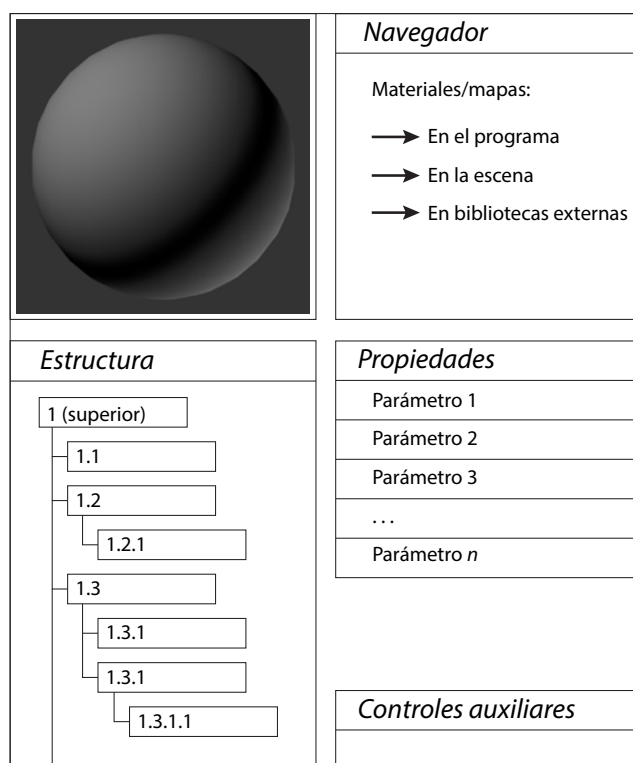 Navegador
Materiales/mapas:
En el programa
En la escena
En bibliotecas externas
Estructura
1 (superior)
1.1
1.2
1.2.1
1.3
1.3.1
1.3.1
1.3.1.1
Propiedades
Parámetro 1
Parámetro 2
Parámetro 3
. . .
Parámetro n
Controles auxiliares